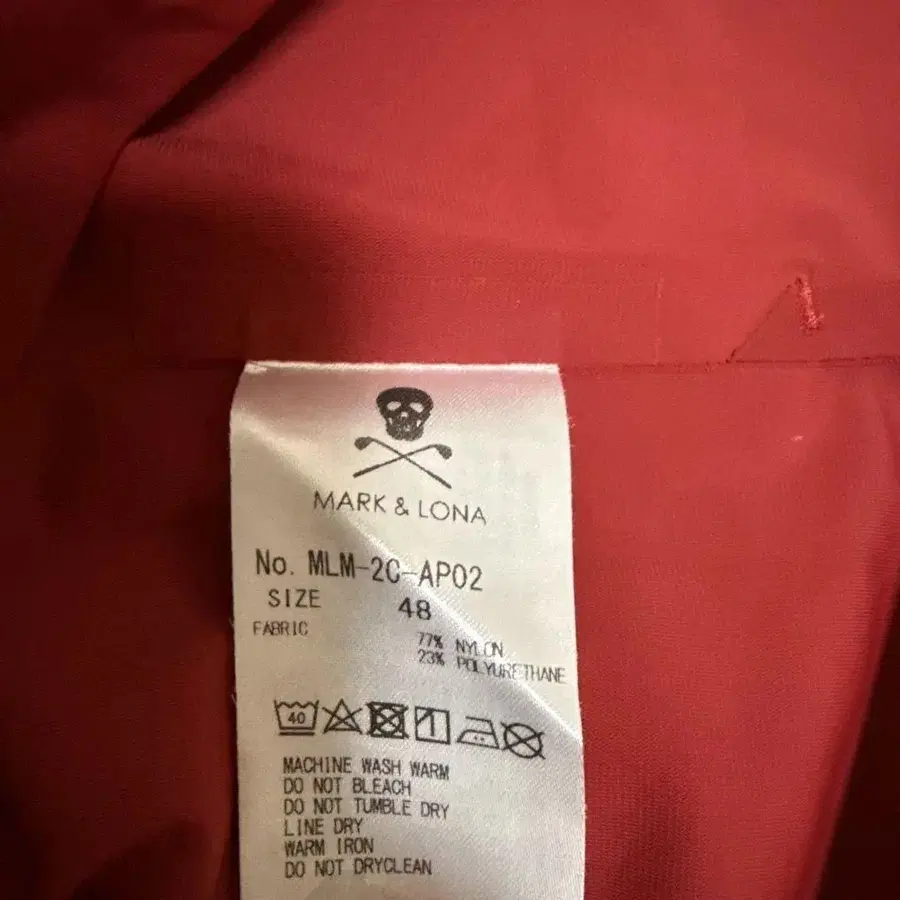 MARK & LONA
No. MLM-2C-AP02
SIZE 48
FABRIC 77% NYLON
23% POLYURETHANE
40
MACHINE WASH WARM
DO NOT BLEACH
DO NOT TUMBLE DRY
LINE DRY
WARM IRON
DO NOT DRYCLEAN